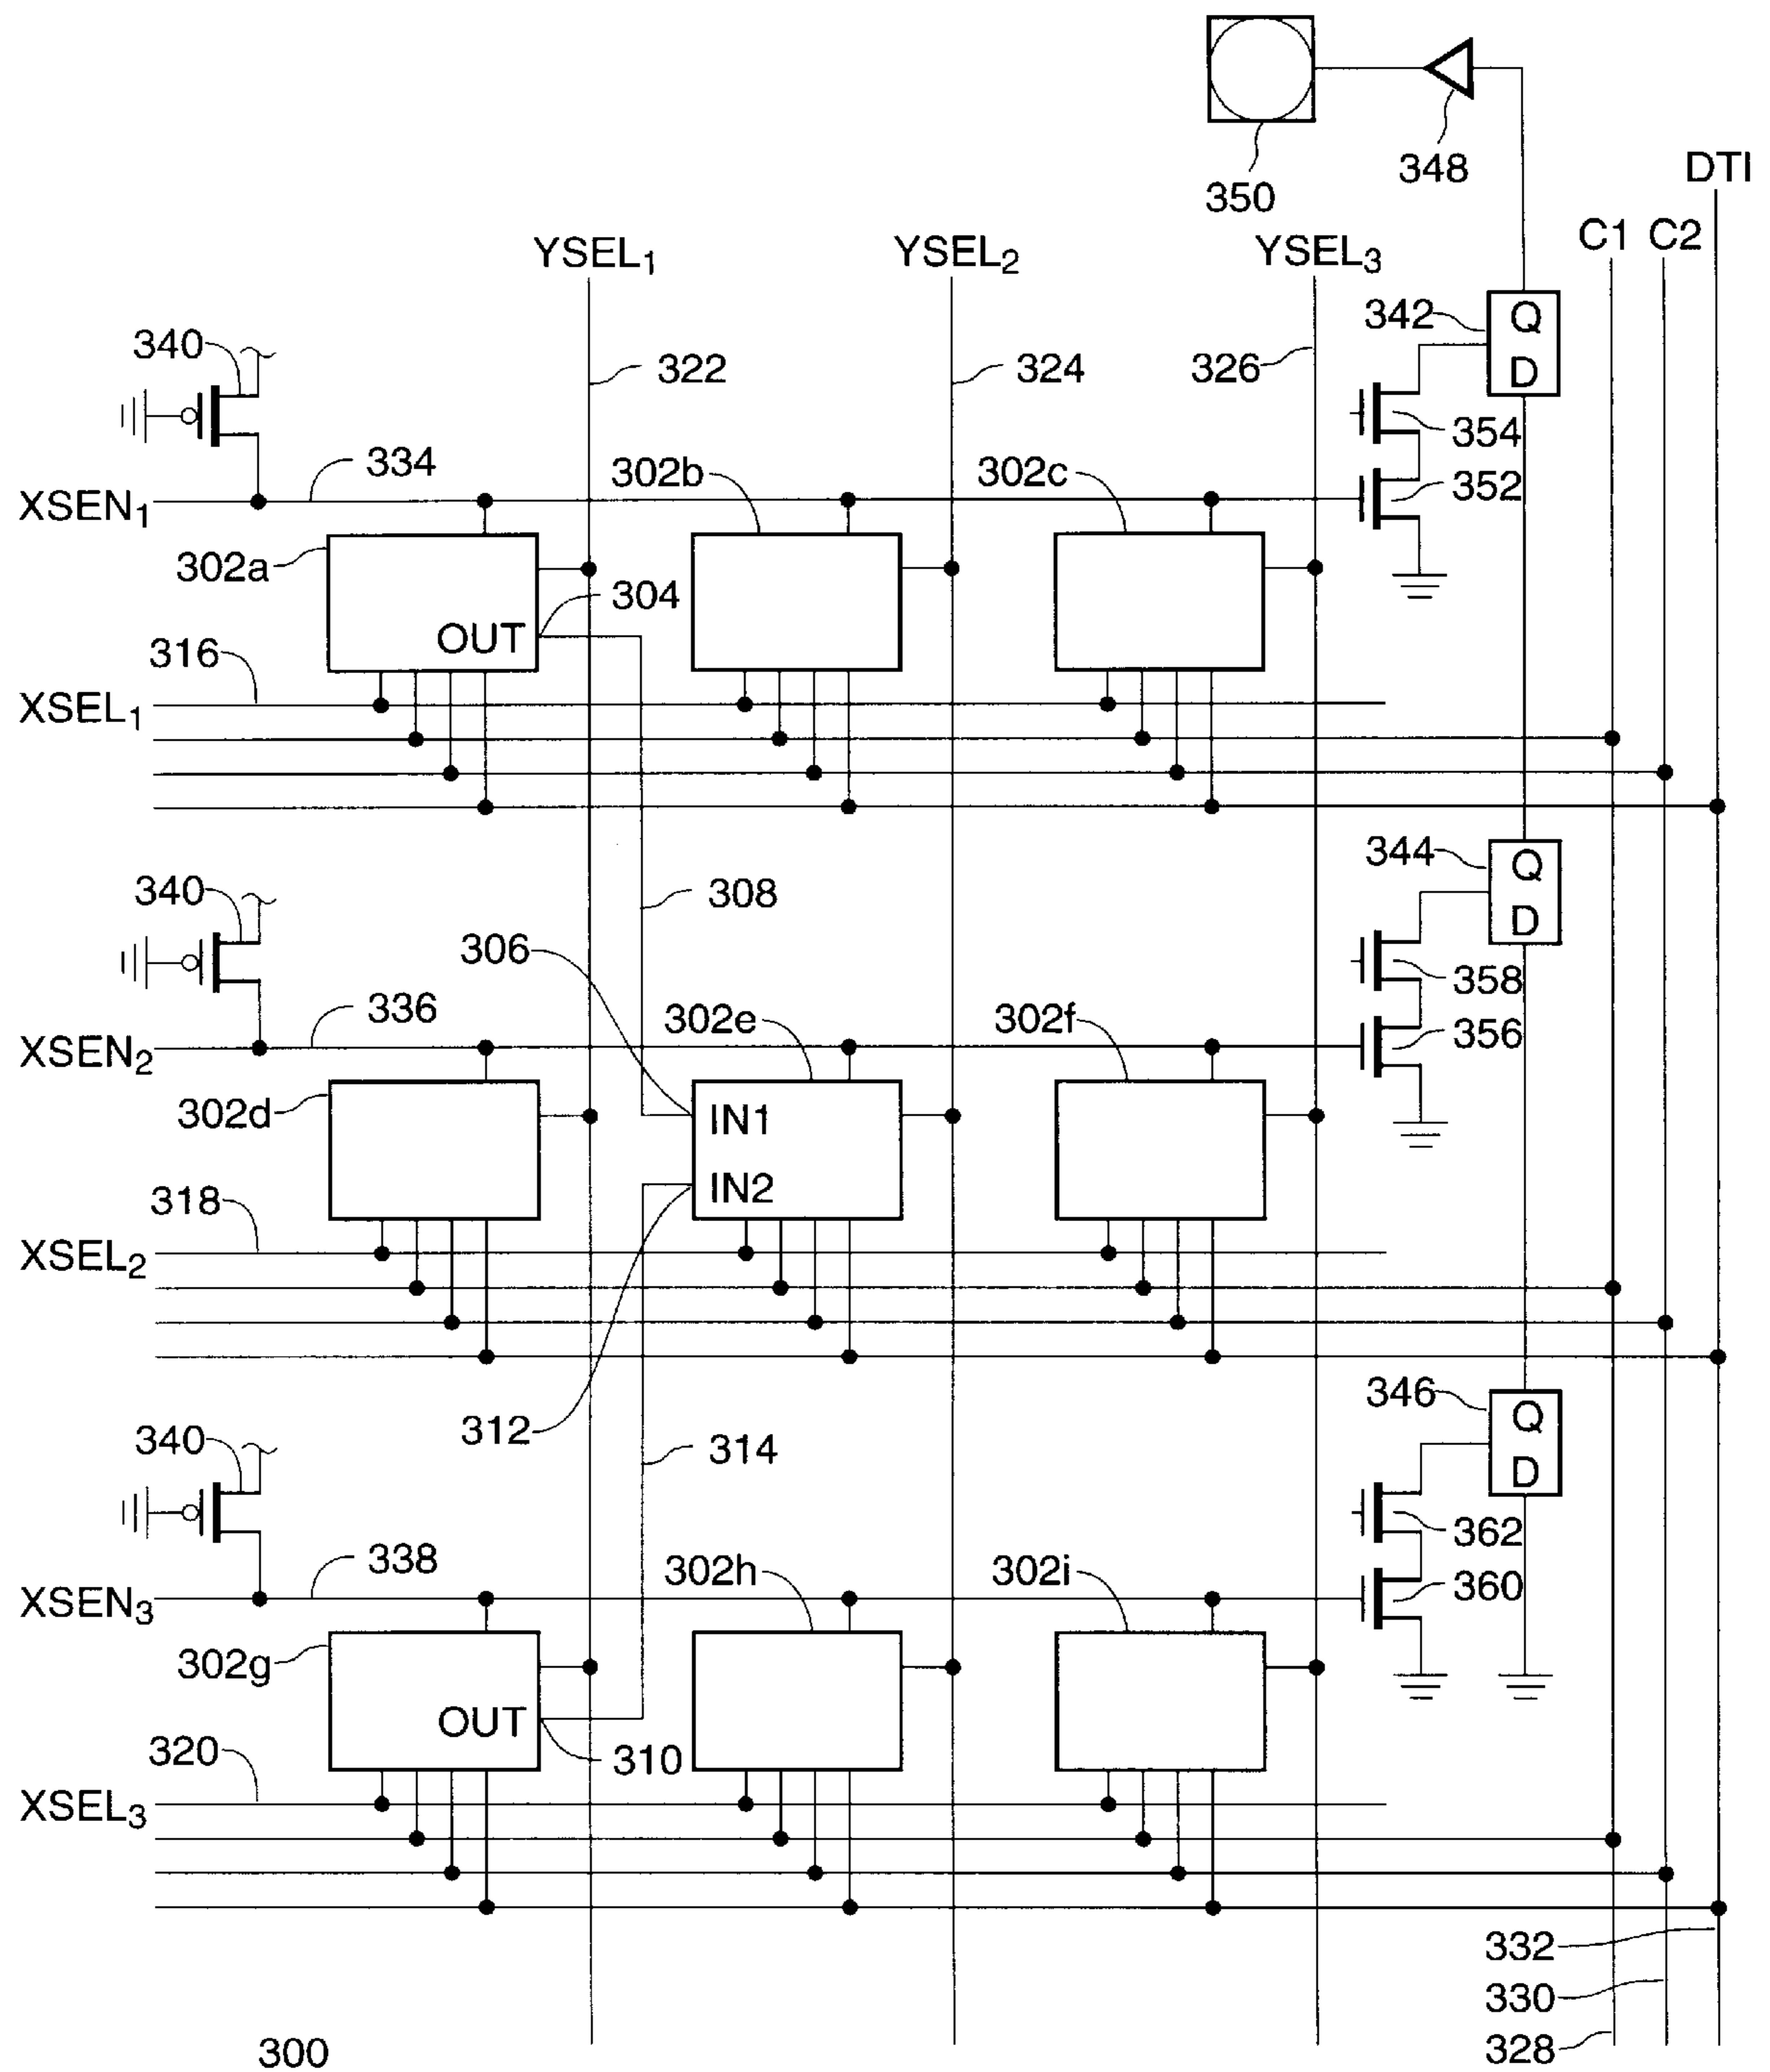 348
350
DTI
C1 C2
YSEL1 YSEL2 YSEL3
342
Q
D
340
322
324
326
354
334
302b
302c
352
XSEN1
302a
304
OUT
316
XSEL1
344
Q
D
340
308
306
358
336
302e
302f
356
XSEN2
302d
IN1
IN2
318
XSEL2
346
Q
D
312
340
314
362
338
302h
302i
360
XSEN3
302g
OUT
310
320
XSEL3
332
330
328
300